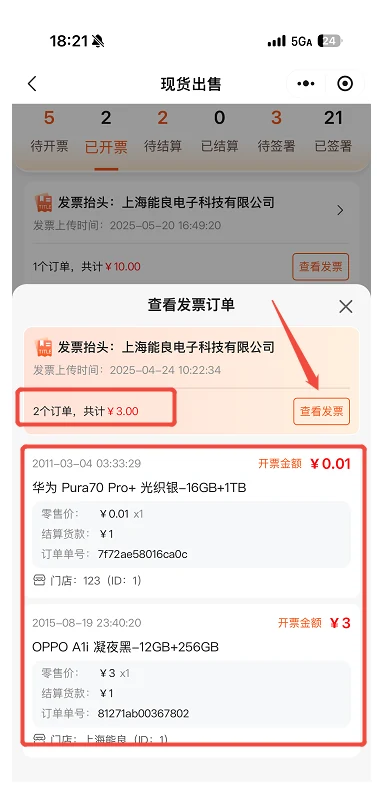 18:21
5GA 24
现货出售
5 2 2 0 3 21
待开票 已开票 待结算 已结算 待签署 已签署
TITLE 发票抬头：上海能良电子科技有限公司
发票上传时间：2025-05-20 16:49:20
1个订单，共计¥10.00 查看发票
查看发票订单
TITLE 发票抬头：上海能良电子科技有限公司
发票上传时间：2025-04-24 10:22:34
2个订单，共计¥3.00 查看发票
2011-03-04 03:33:29 开票金额 ¥0.01
华为 Pura70 Pro+ 光织银-16GB+1TB
零售价： ¥0.01 x1
结算货款： ¥1
订单单号： 7f72ae58016ca0c
门店：123（ID：1）
2015-08-19 23:40:20 开票金额 ¥3
OPPO A1i 凝夜黑-12GB+256GB
零售价： ¥3 x1
结算货款： ¥1
订单单号： 81271ab00367802
门店：上海能良（ID：1）